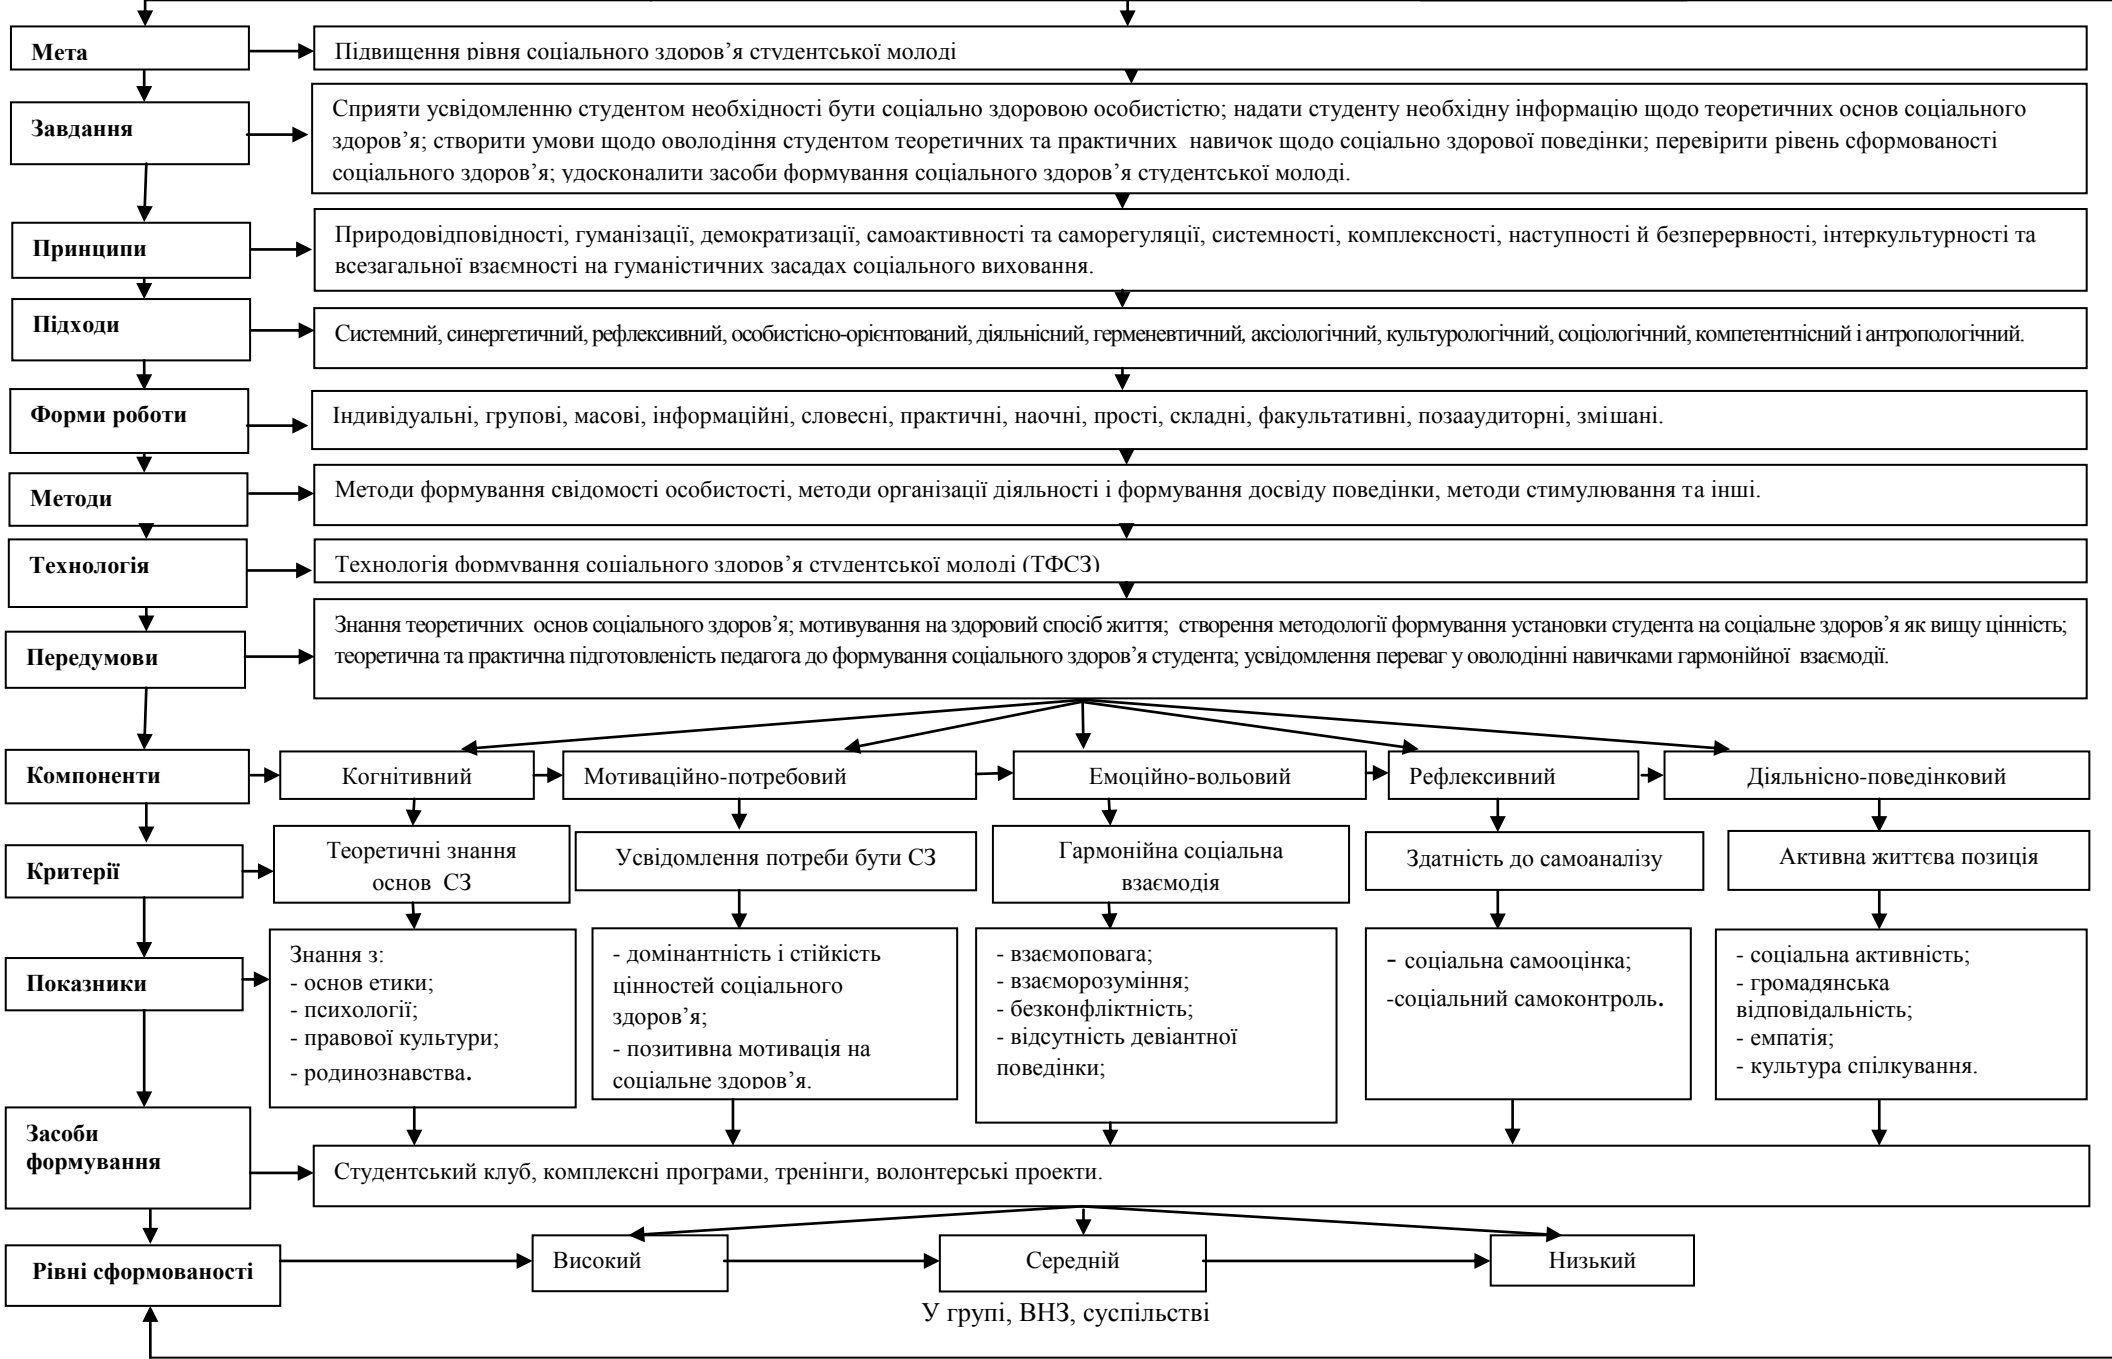 Мета
Підвищення рівня соціального здоров’я студентської молоді
Завдання
Сприяти усвідомленню студентом необхідності бути соціально здоровою особистістю; надати студенту необхідну інформацію щодо теоретичних основ соціального
здоров’я; створити умови щодо оволодіння студентом теоретичних та практичних навичок щодо соціально здорової поведінки; перевірити рівень сформованості
соціального здоров’я; удосконалити засоби формування соціального здоров’я студентської молоді.
Принципи
Природовідповідності, гуманізації, демократизації, самоактивності та саморегуляції, системності, комплексності, наступності й безперервності, інтеркультурності та
всезагальної взаємності на гуманістичних засадах соціального виховання.
Підходи
Системний, синергетичний, рефлексивний, особистісно-орієнтований, діяльнісний, герменевтичний, аксіологічний, культурологічний, соціологічний, компетентнісний і антропологічний.
Форми роботи
Індивідуальні, групові, масові, інформаційні, словесні, практичні, наочні, прості, складні, факультативні, позааудиторні, змішані.
Методи
Методи формування свідомості особистості, методи організації діяльності і формування досвіду поведінки, методи стимулювання та інші.
Технологія
Технологія формування соціального здоров’я студентської молоді (ТФСЗ)
Передумови
Знання теоретичних основ соціального здоров’я; мотивування на здоровий спосіб життя; створення методології формування установки студента на соціальне здоров’я як вищу цінність;
теоретична та практична підготовленість педагога до формування соціального здоров’я студента; усвідомлення переваг у оволодінні навичками гармонійної взаємодії.
Компоненти
Когнітивний
Мотиваційно-потребовий
Емоційно-вольовий
Рефлексивний
Діяльнісно-поведінковий
Критерії
Теоретичні знання
основ СЗ
Усвідомлення потреби бути СЗ
Гармонійна соціальна
взаємодія
Здатність до самоаналізу
Активна життєва позиція
Показники
Знання з:
- основ етики;
- психології;
- правової культури;
- родинознавства.
- домінантність і стійкість
цінностей соціального
здоров’я;
- позитивна мотивація на
соціальне здоров’я.
- взаємоповага;
- взаєморозуміння;
- безконфліктність;
- відсутність девіантної
поведінки;
- соціальна самооцінка;
-соціальний самоконтроль.
- соціальна активність;
- громадянська
відповідальність;
- емпатія;
- культура спілкування.
Засоби
формування
Студентський клуб, комплексні програми, тренінги, волонтерські проекти.
Рівні сформованості
Високий
Середній
Низький
У групі, ВНЗ, суспільстві